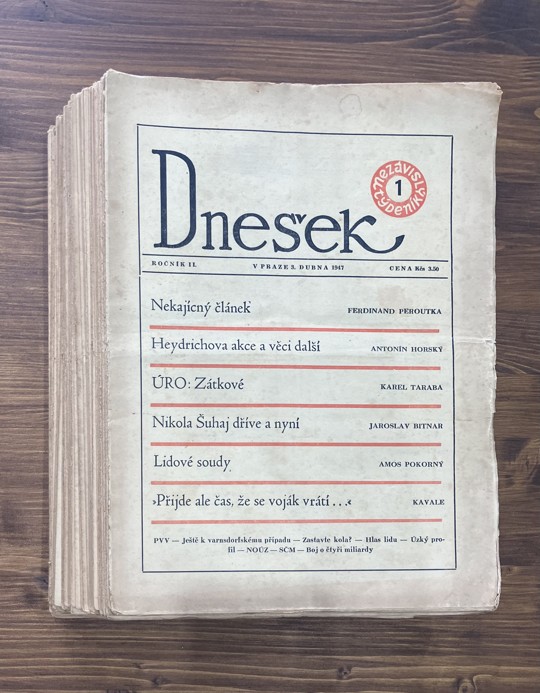 Dnešek
nezávislý týdeník
1
ROČNÍK II. V PRAZE 3. DUBNA 1947 CENA Kčs 3.50
Nekajícný článek FERDINAND PEROUTKA
Heydrichova akce a věci další ANTONÍN HORSKÝ
ÚRO: Zátkové KAREL TARABA
Nikola Šuhaj dříve a nyní JAROSLAV BITNAR
Lidové soudy AMOS POKORNÝ
›Přijde ale čas, že se voják vrátí ...‹ KAVALE
PVV — Ještě k varnsdorfskému případu — Zastavte kola? — Hlas lidu — Úzký pro-
fil — NOÚZ — SČM — Boj o čtyři miliardy